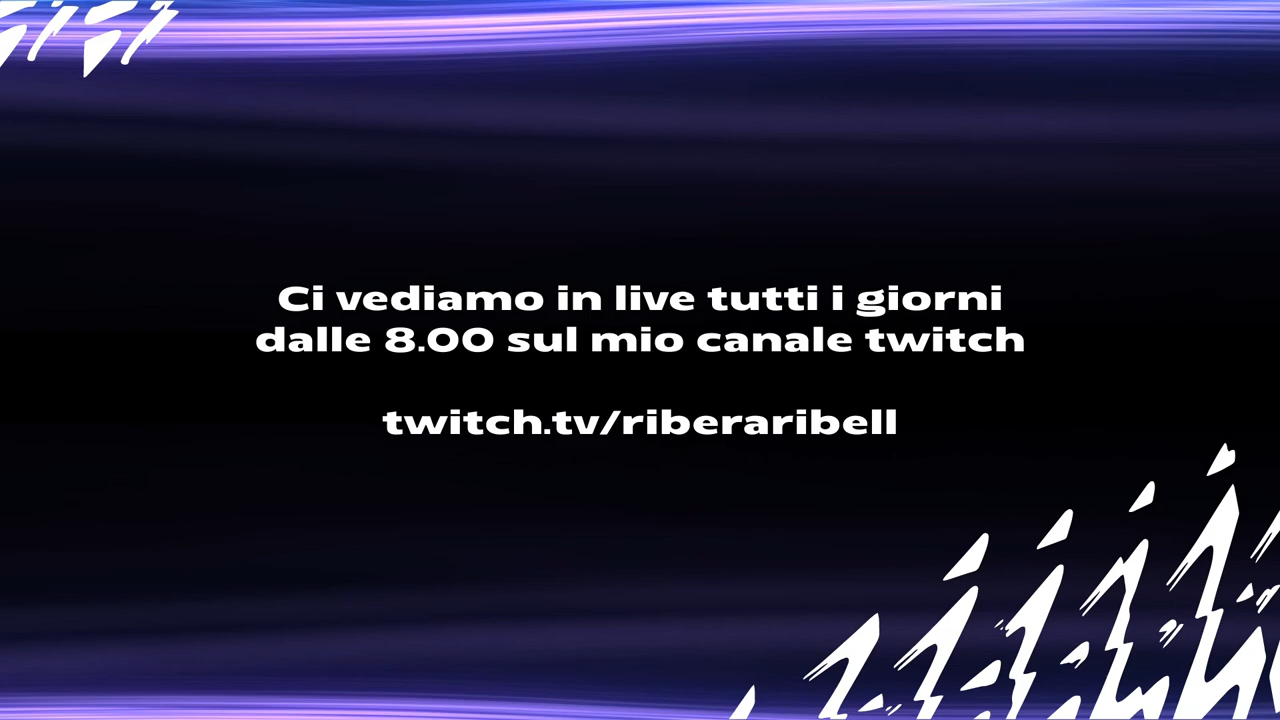 Ci vediamo in live tutti i giorni
dalle 8.00 sul mio canale twitch
twitch.tv/riberaribell